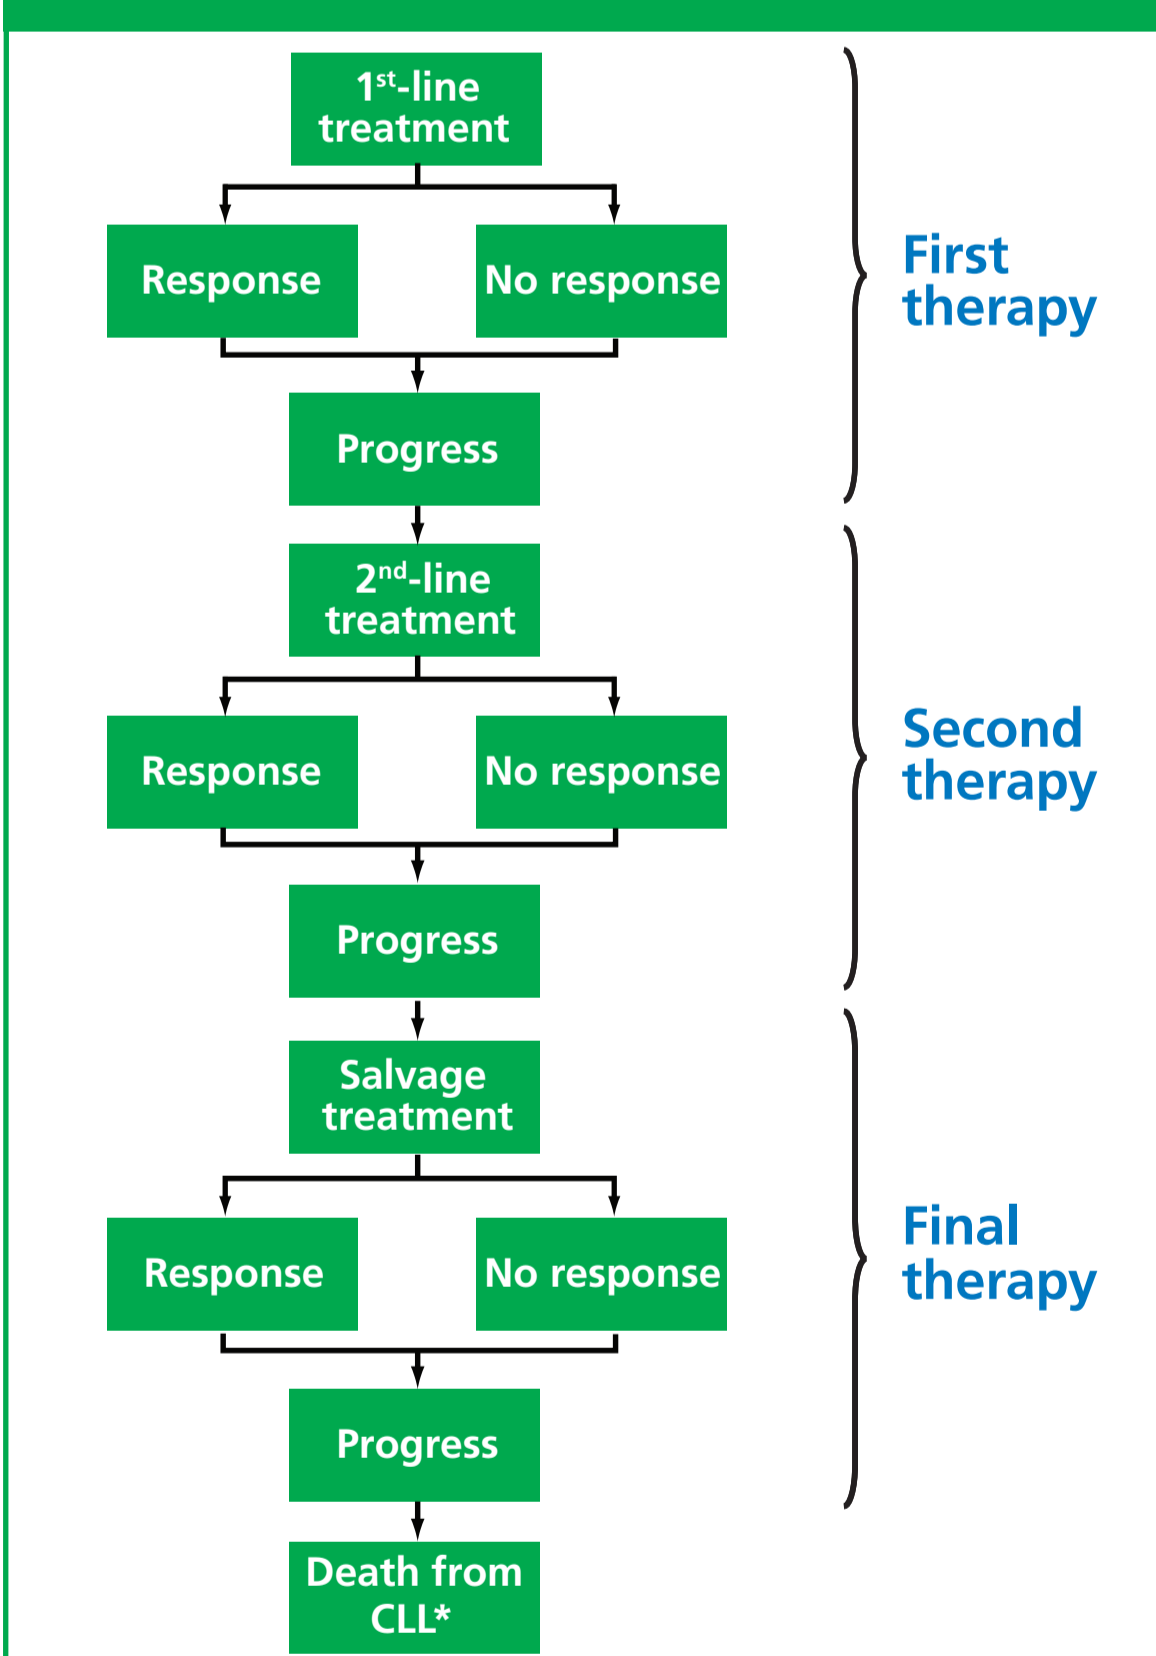 1st-line
treatment
Response
No response
First
therapy
Progress
2nd-line
treatment
Response
No response
Second
therapy
Progress
Salvage
treatment
Response
No response
Final
therapy
Progress
Death from
CLL*